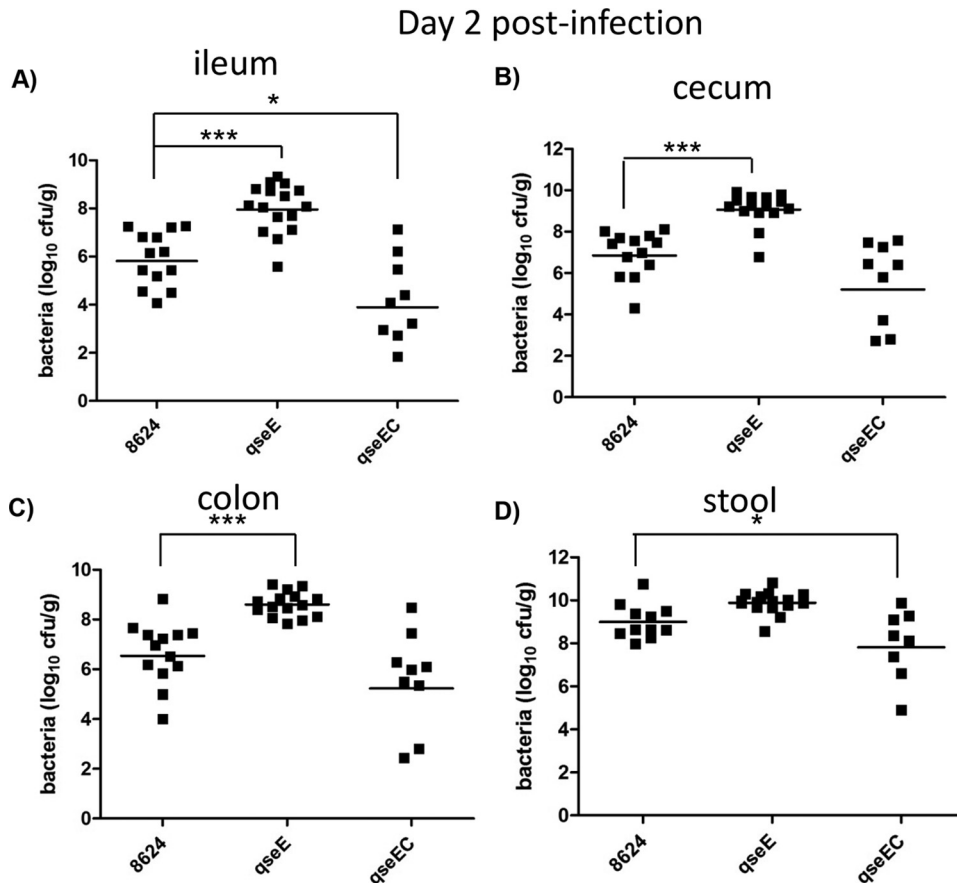 Day 2 post-infection
A)
ileum
*
***
bacteria (log10 cfu/g)
10
8
6
4
2
0
8624
qseE
qseEC
B)
cecum
***
bacteria (log10 cfu/g)
12
10
8
6
4
2
0
8624
qseE
qseEC
C)
colon
***
bacteria (log10 cfu/g)
10
8
6
4
2
0
8624
qseE
qseEC
D)
stool
*
bacteria (log10 cfu/g)
12
10
8
6
4
2
0
8624
qseE
qseEC